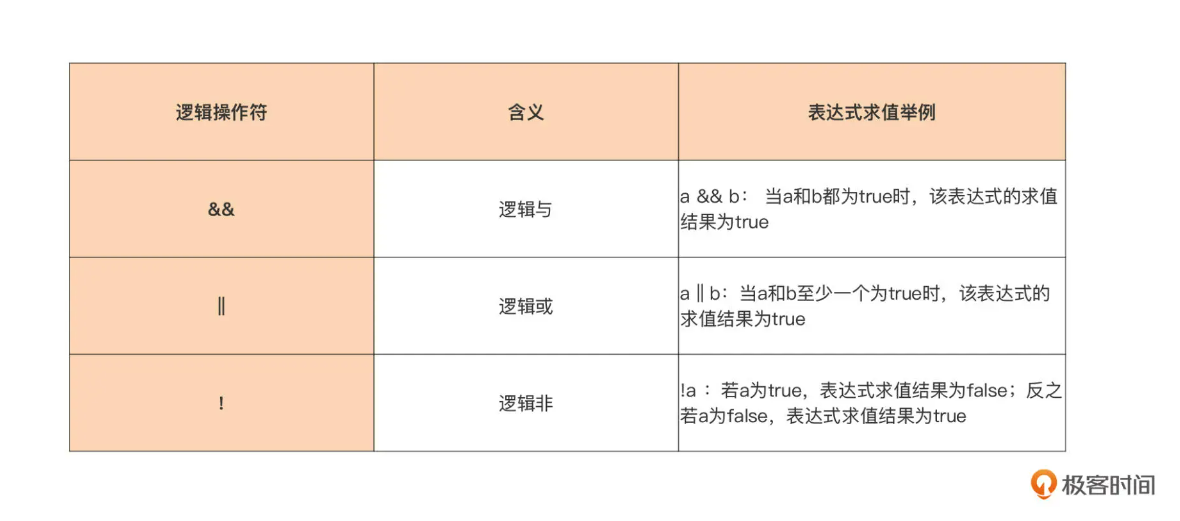 逻辑操作符 含义 表达式求值举例
&& 逻辑与 a && b： 当a和b都为true时，该表达式的求值
结果为true
|| 逻辑或 a || b：当a和b至少一个为true时，该表达式的
求值结果为true
! 逻辑非 !a ：若a为true，表达式求值结果为false；反之
若a为false，表达式求值结果为true
极客时间